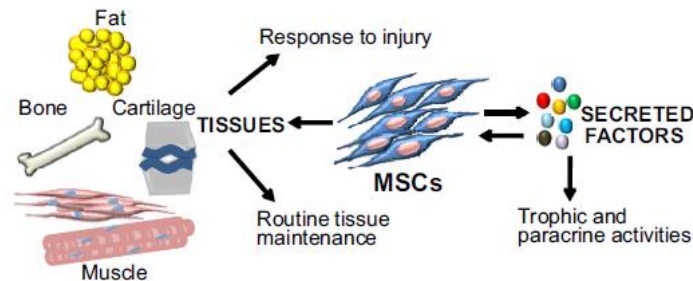 Fat
Response to injury
Bone
Cartilage
TISSUES
MSCs
SECRETED
FACTORS
Routine tissue
maintenance
Trophic and
paracrine activities
Muscle